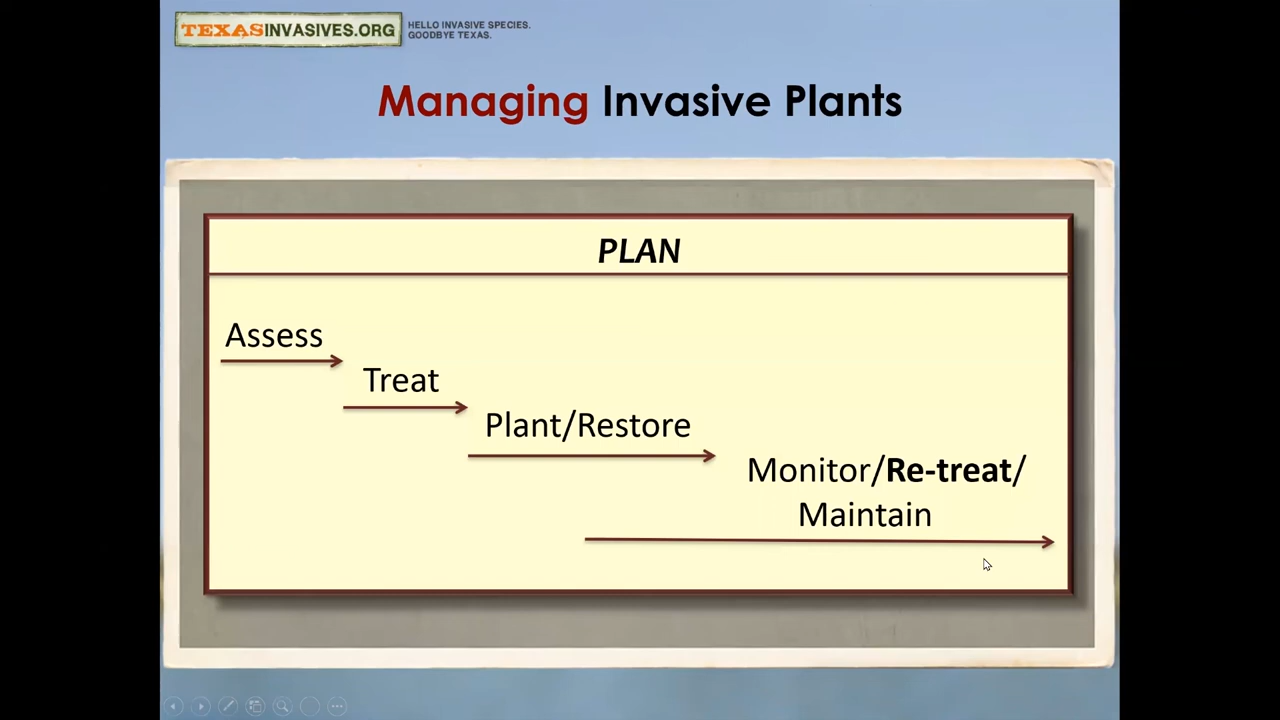 TEXASINVASIVES.ORG
HELLO INVASIVE SPECIES.
GOODBYE TEXAS.
Managing Invasive Plants
PLAN
Assess
Treat
Plant/Restore
Monitor/Re-treat/
Maintain